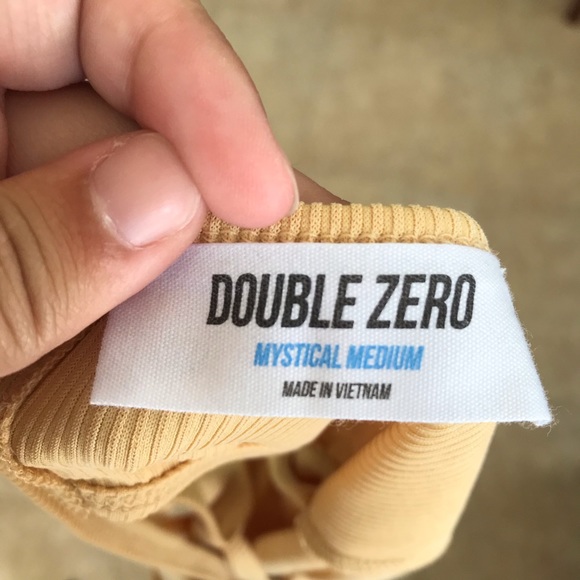 DOUBLE ZERO
MYSTICAL MEDIUM
MADE IN VIETNAM